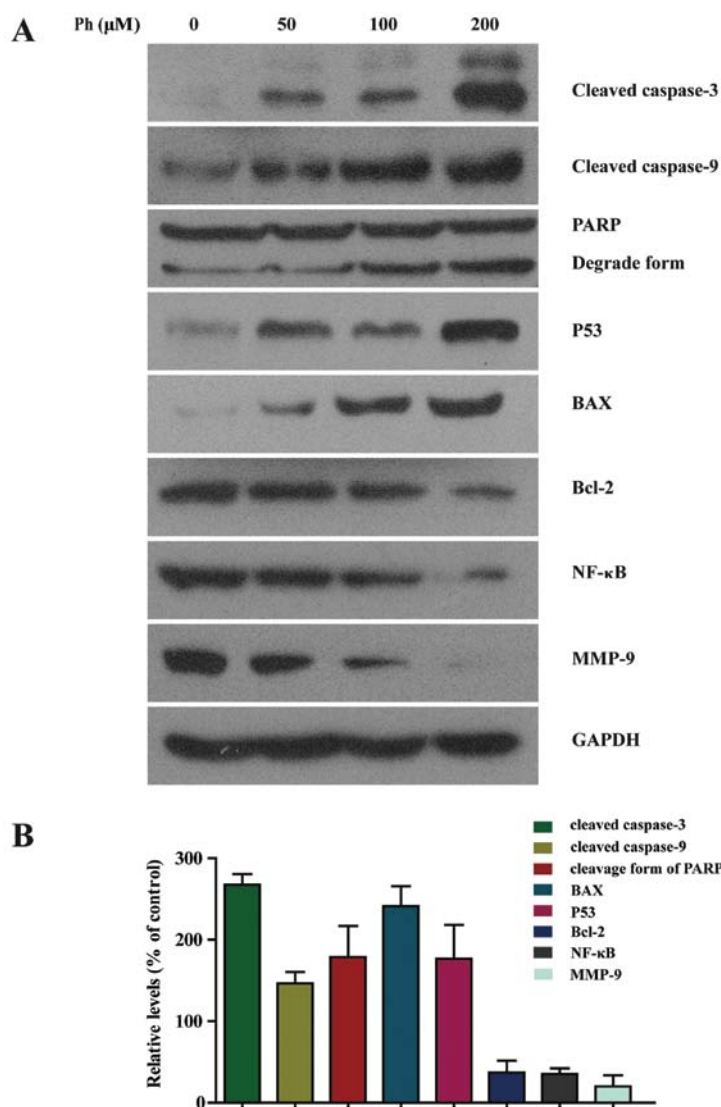 A
Ph (μM) 0 50 100 200
Cleaved caspase-3
Cleaved caspase-9
PARP
Degrade form
P53
BAX
Bcl-2
NF-κB
MMP-9
GAPDH
B
Relative levels (% of control)
300
200
100
0
cleaved caspase-3
cleaved caspase-9
cleavage form of PARP
BAX
P53
Bcl-2
NF-κB
MMP-9